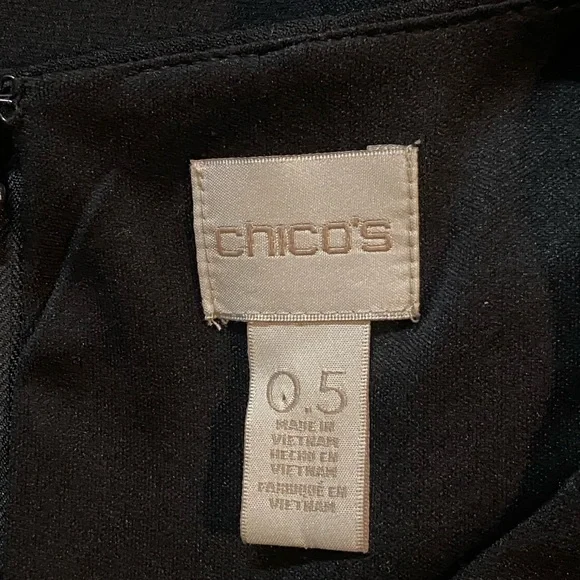 chico's
0.5
MADE IN
VIETNAM
HECHO EN
VIETNAM
FABRIQUÉ EN
VIETNAM